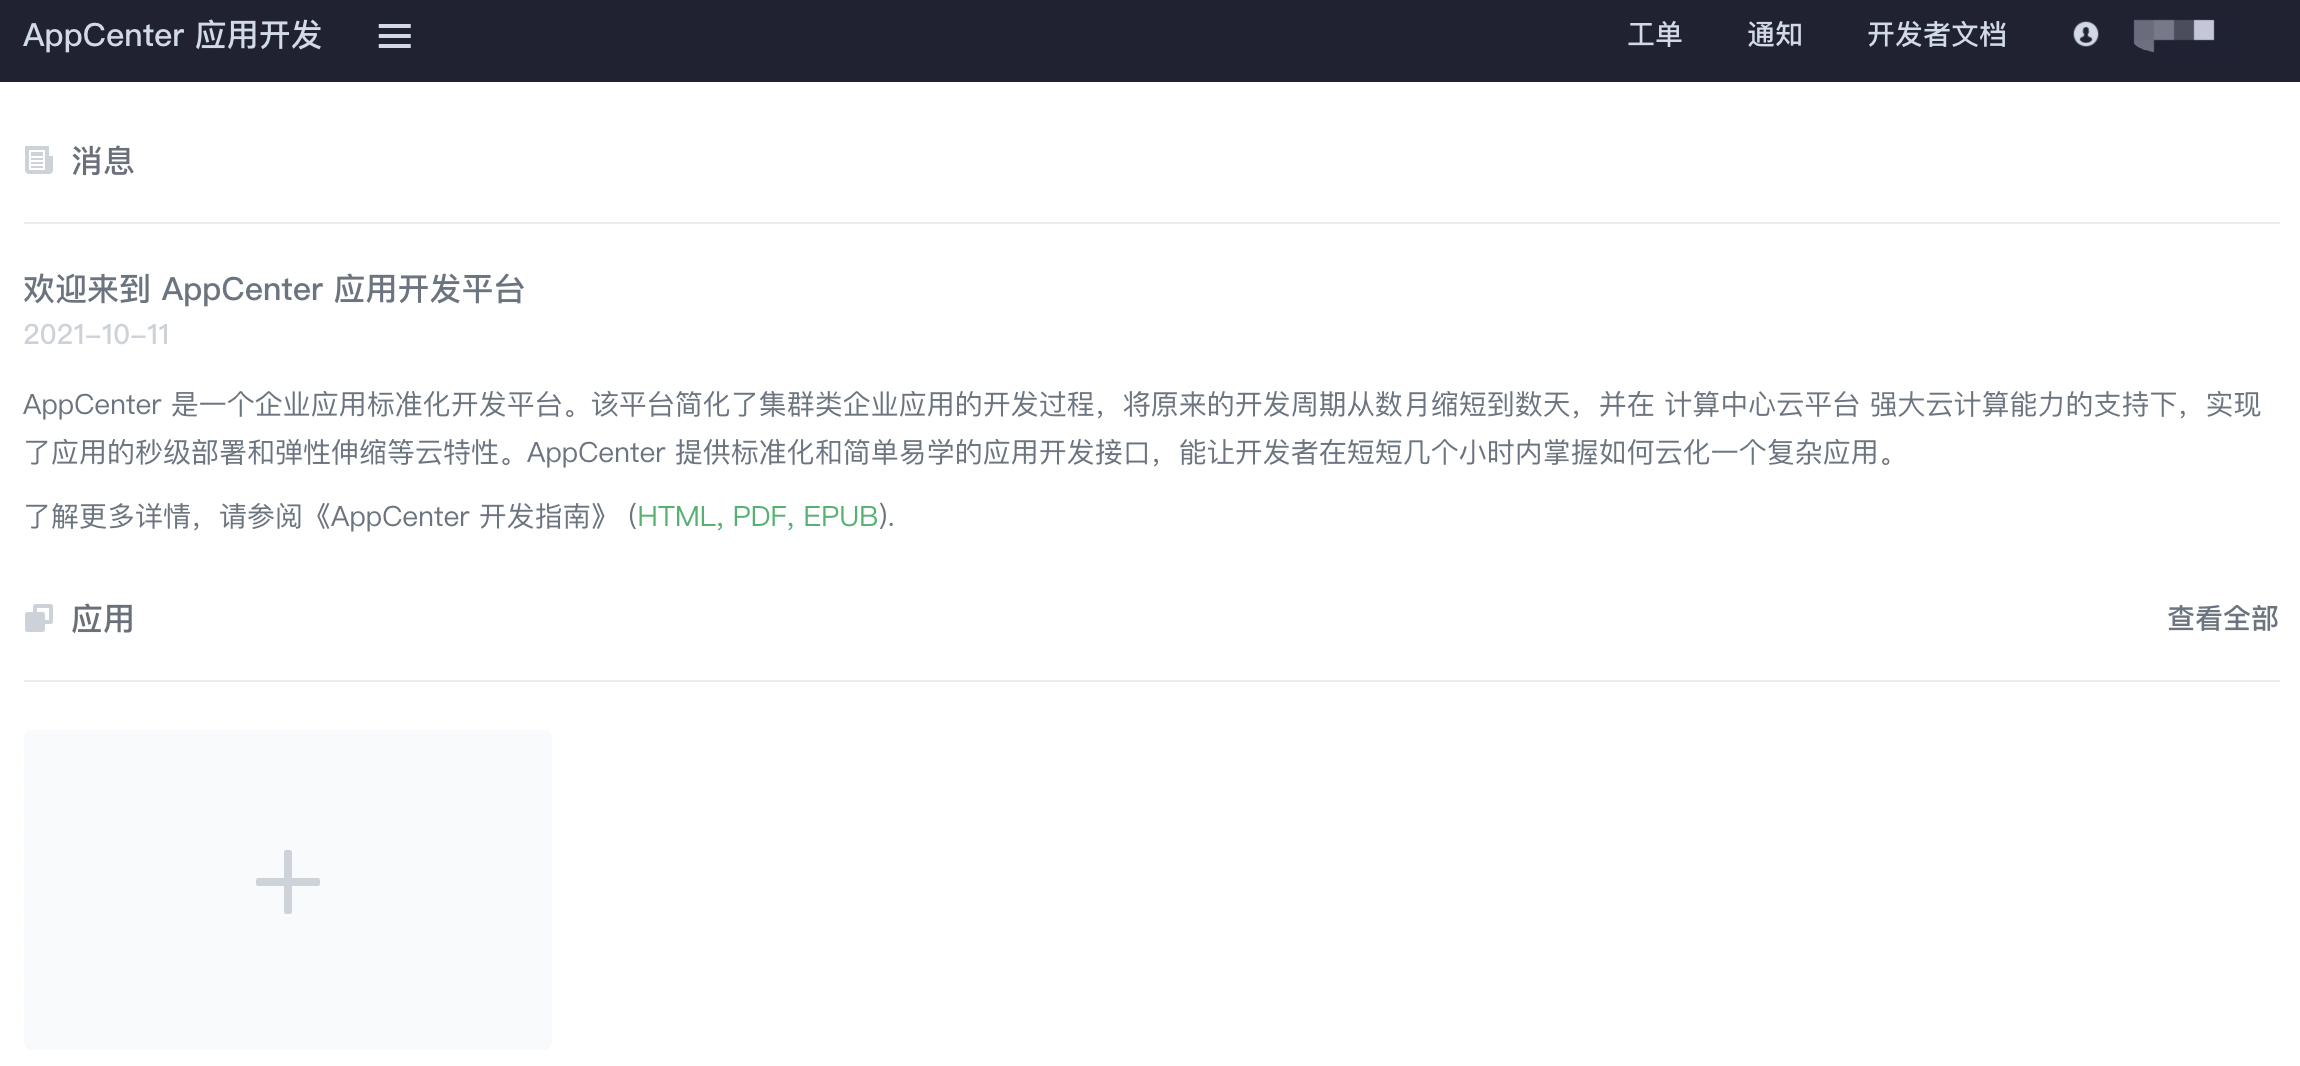 AppCenter 应用开发
工单 通知 开发者文档
消息
欢迎来到 AppCenter 应用开发平台
2021-10-11
AppCenter 是一个企业应用标准化开发平台。该平台简化了集群类企业应用的开发过程，将原来的开发周期从数月缩短到数天，并在 计算中心云平台 强大云计算能力的支持下，实现
了应用的秒级部署和弹性伸缩等云特性。AppCenter 提供标准化和简单易学的应用开发接口，能让开发者在短短几个小时内掌握如何云化一个复杂应用。
了解更多详情，请参阅《AppCenter 开发指南》 (HTML, PDF, EPUB).
应用
查看全部